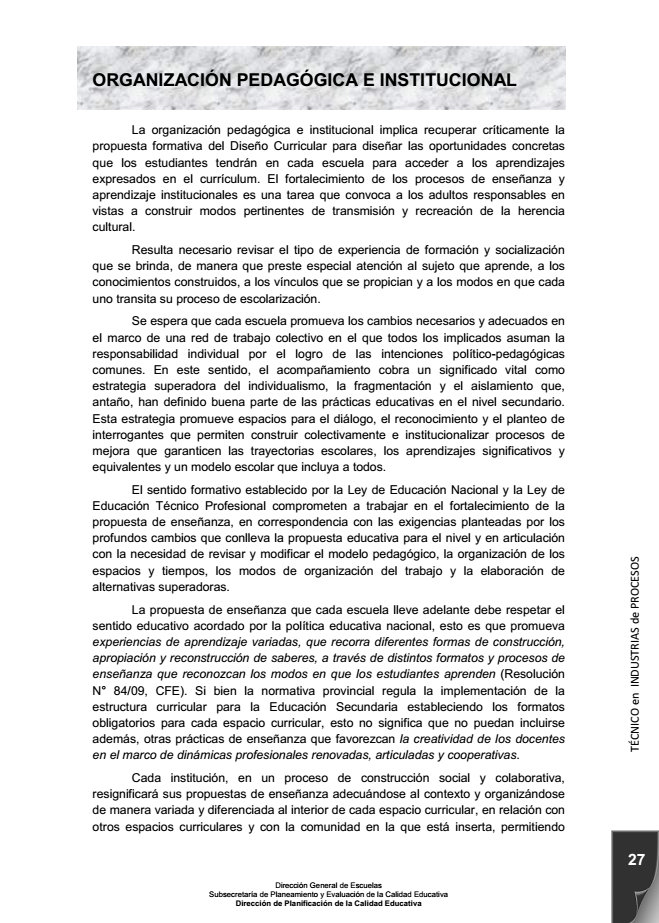 ORGANIZACIÓN PEDAGÓGICA E INSTITUCIONAL
La organización pedagógica e institucional implica recuperar críticamente la
propuesta formativa del Diseño Curricular para diseñar las oportunidades concretas
que los estudiantes tendrán en cada escuela para acceder a los aprendizajes
expresados en el currículum. El fortalecimiento de los procesos de enseñanza y
aprendizaje institucionales es una tarea que convoca a los adultos responsables en
vistas a construir modos pertinentes de transmisión y recreación de la herencia
cultural.
Resulta necesario revisar el tipo de experiencia de formación y socialización
que se brinda, de manera que preste especial atención al sujeto que aprende, a los
conocimientos construidos, a los vínculos que se propician y a los modos en que cada
uno transita su proceso de escolarización.
Se espera que cada escuela promueva los cambios necesarios y adecuados en
el marco de una red de trabajo colectivo en el que todos los implicados asuman la
responsabilidad individual por el logro de las intenciones político-pedagógicas
comunes. En este sentido, el acompañamiento cobra un significado vital como
estrategia superadora del individualismo, la fragmentación y el aislamiento que,
antaño, han definido buena parte de las prácticas educativas en el nivel secundario.
Esta estrategia promueve espacios para el diálogo, el reconocimiento y el planteo de
interrogantes que permiten construir colectivamente e institucionalizar procesos de
mejora que garanticen las trayectorias escolares, los aprendizajes significativos y
equivalentes y un modelo escolar que incluya a todos.
El sentido formativo establecido por la Ley de Educación Nacional y la Ley de
Educación Técnico Profesional comprometen a trabajar en el fortalecimiento de la
propuesta de enseñanza, en correspondencia con las exigencias planteadas por los
profundos cambios que conlleva la propuesta educativa para el nivel y en articulación
con la necesidad de revisar y modificar el modelo pedagógico, la organización de los
espacios y tiempos, los modos de organización del trabajo y la elaboración de
alternativas superadoras.
La propuesta de enseñanza que cada escuela lleve adelante debe respetar el
sentido educativo acordado por la política educativa nacional, esto es que promueva
experiencias de aprendizaje variadas, que recorra diferentes formas de construcción,
apropiación y reconstrucción de saberes, a través de distintos formatos y procesos de
enseñanza que reconozcan los modos en que los estudiantes aprenden (Resolución
N° 84/09, CFE). Si bien la normativa provincial regula la implementación de la
estructura curricular para la Educación Secundaria estableciendo los formatos
obligatorios para cada espacio curricular, esto no significa que no puedan incluirse
además, otras prácticas de enseñanza que favorezcan la creatividad de los docentes
en el marco de dinámicas profesionales renovadas, articuladas y cooperativas.
Cada institución, en un proceso de construcción social y colaborativa,
resignificará sus propuestas de enseñanza adecuándose al contexto y organizándose
de manera variada y diferenciada al interior de cada espacio curricular, en relación con
otros espacios curriculares y con la comunidad en la que está inserta, permitiendo
TÉCNICO en INDUSTRIAS de PROCESOS
27
Dirección General de Escuelas
Subsecretaría de Planeamiento y Evaluación de la Calidad Educativa
Dirección de Planificación de la Calidad Educativa